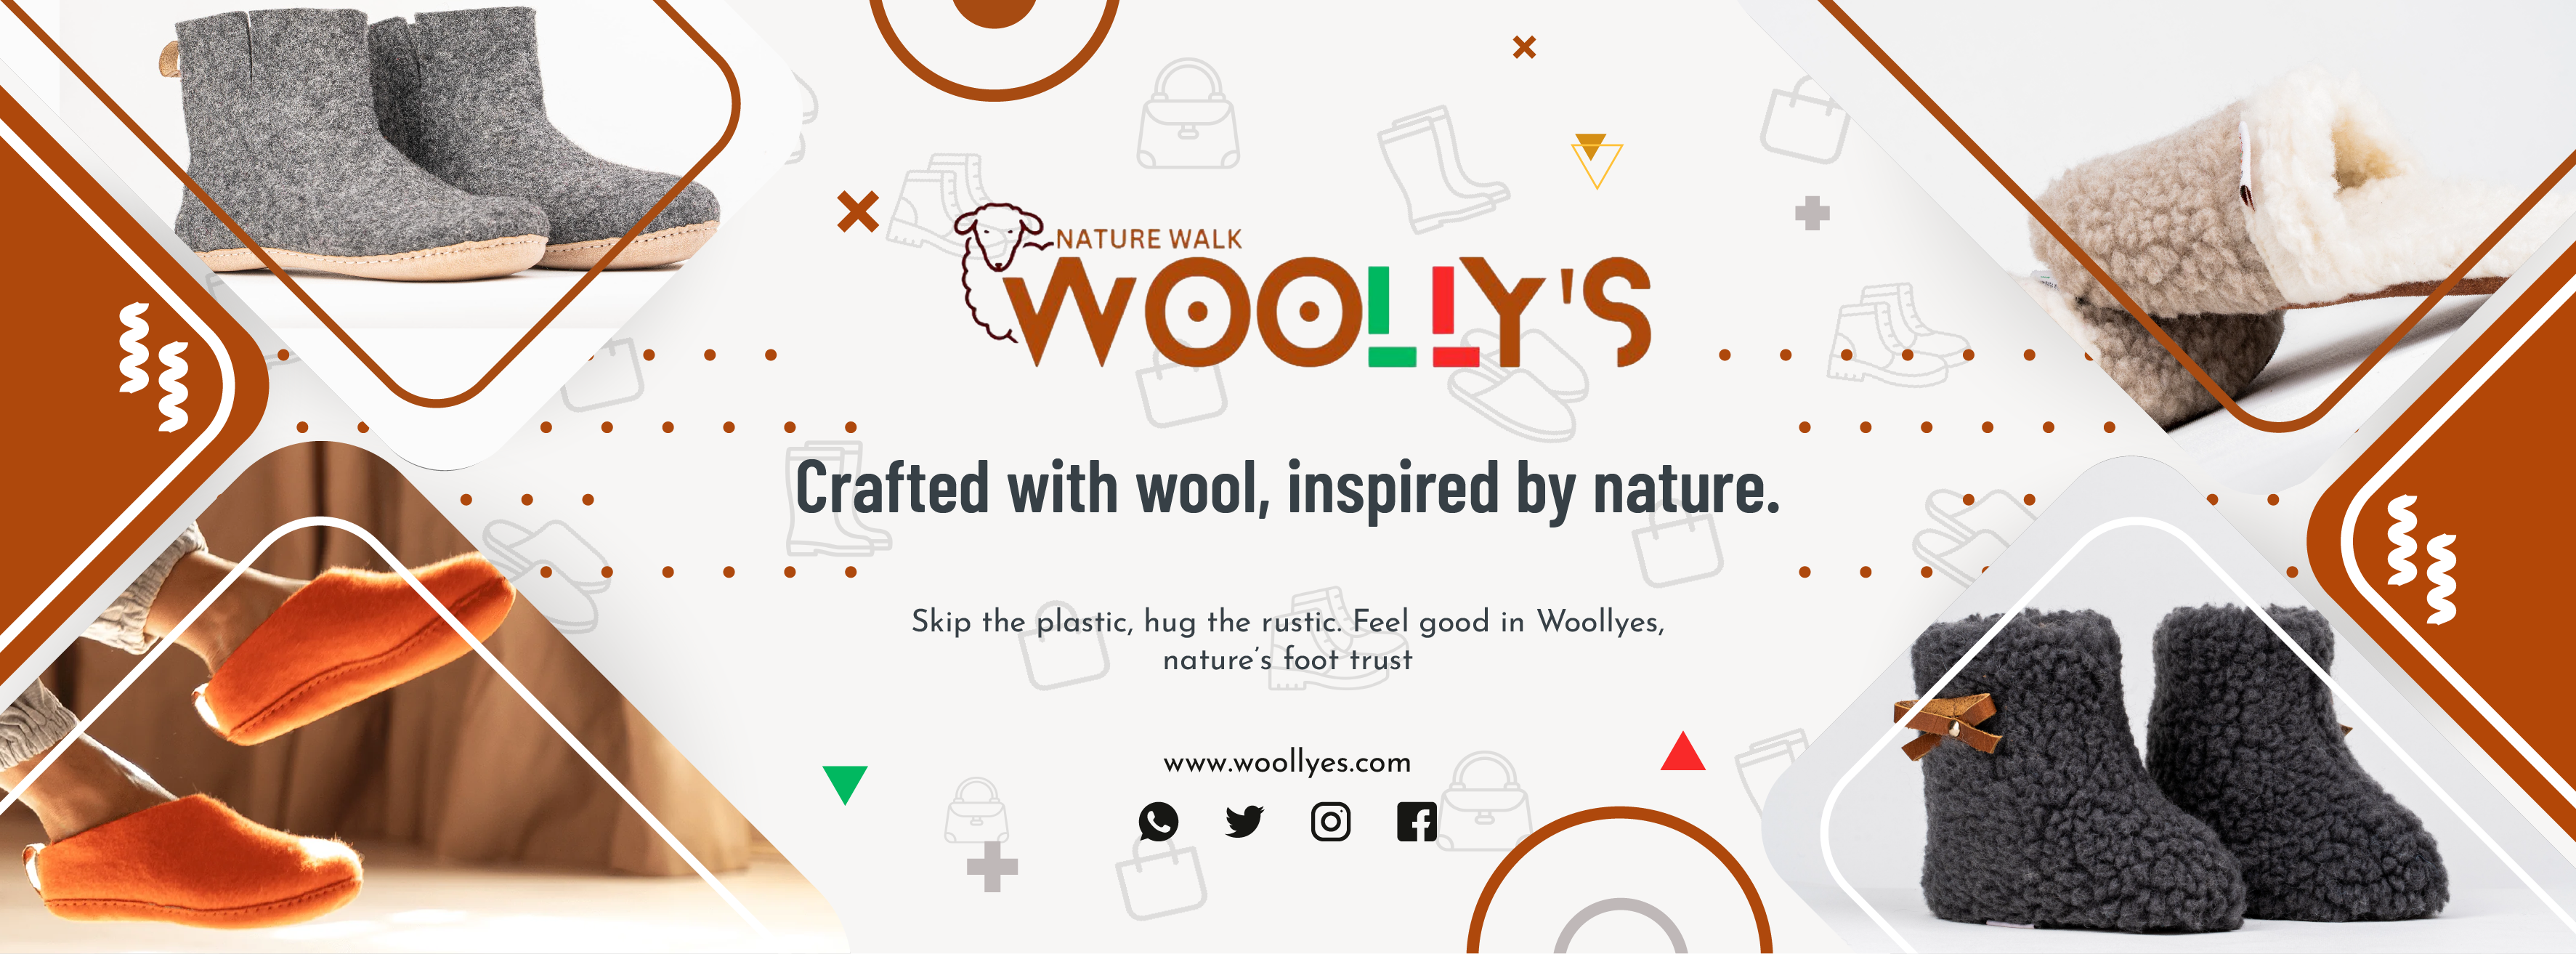 NATURE WALK
WOOLLY'S
Crafted with wool, inspired by nature.
Skip the plastic, hug the rustic. Feel good in Woollyes,
nature's foot trust
www.woollyes.com